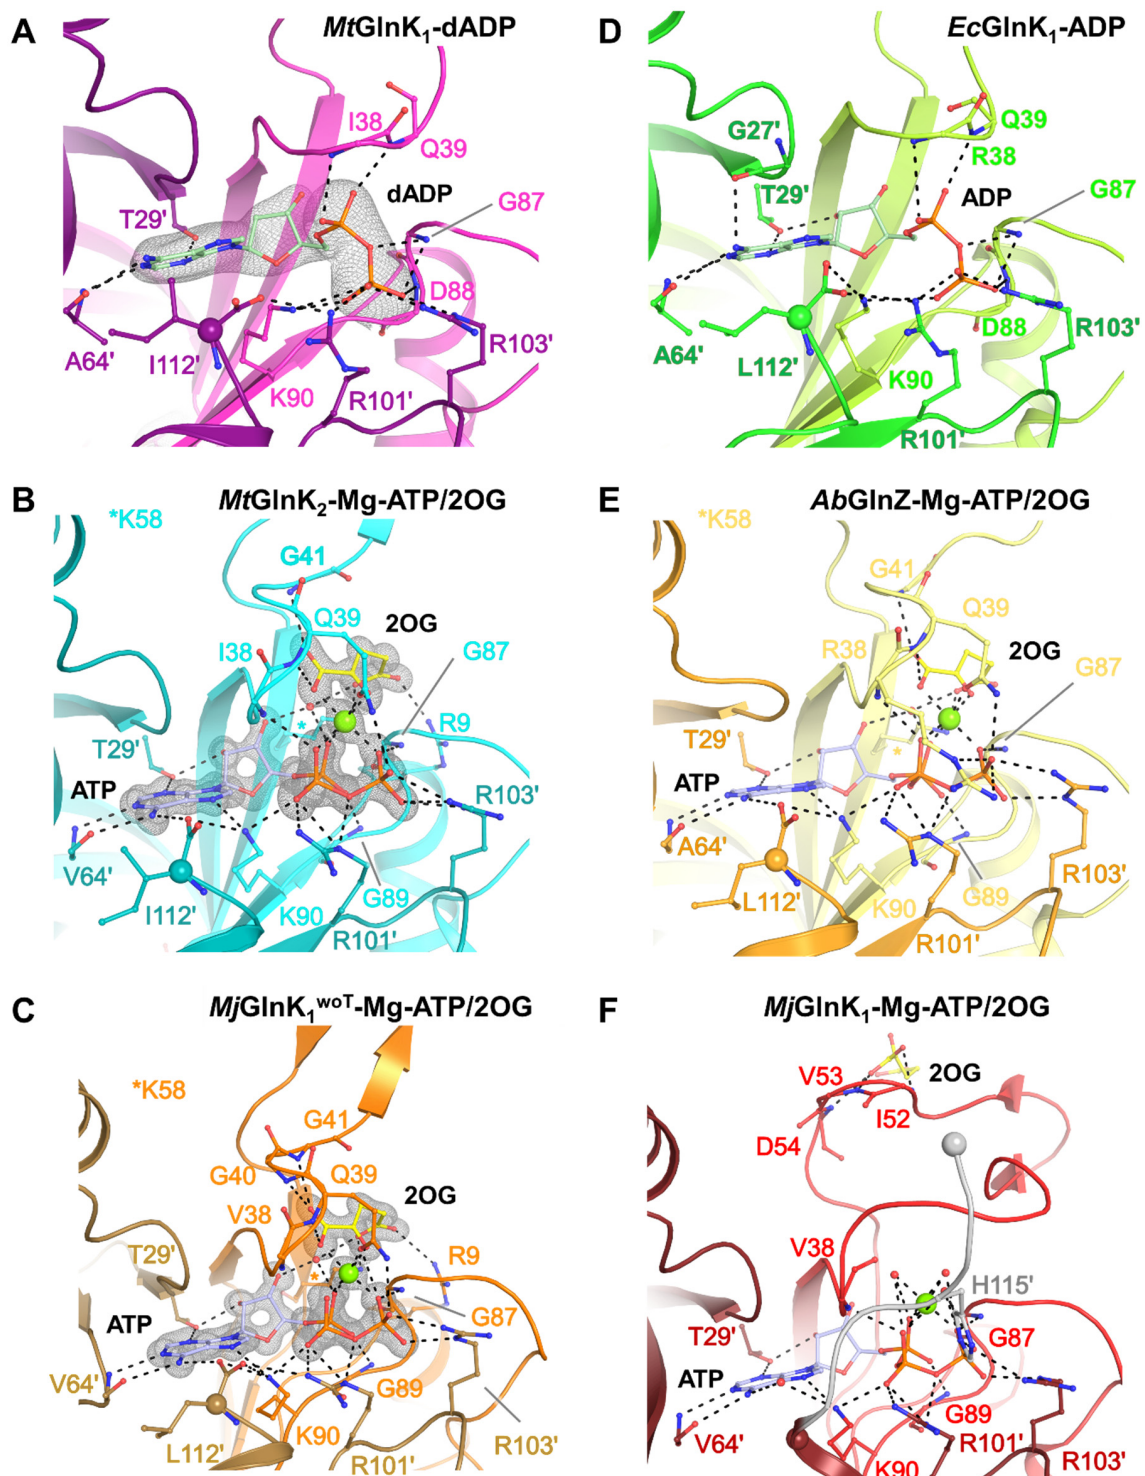 A
MtGlnK1-dADP
I38
Q39
dADP
G87
T29'
D88
R103'
A64'
I112'
K90
R101'
D
EcGlnK1-ADP
Q39
G27'
R38
T29'
ADP
G87
D88
R103'
A64'
L112'
K90
R101'
B
MtGlnK2-Mg-ATP/2OG
*K58
G41
Q39
2OG
I38
G87
*
R9
T29'
ATP
R103'
V64'
G89
I112'
K90
R101'
E
AbGlnZ-Mg-ATP/2OG
*K58
G41
Q39
2OG
R38
G87
T29'
*
ATP
A64'
G89
R103'
L112'
K90
R101'
C
MjGlnK1woT-Mg-ATP/2OG
*K58
G41
G40
Q39
2OG
V38
T29'
R9
*
ATP
G87
V64'
G89
L112'
K90
R103'
R101'
F
MjGlnK1-Mg-ATP/2OG
2OG
V53
I52
D54
V38
H115'
T29'
G87
ATP
G89
V64'
R101'
K90
R103'